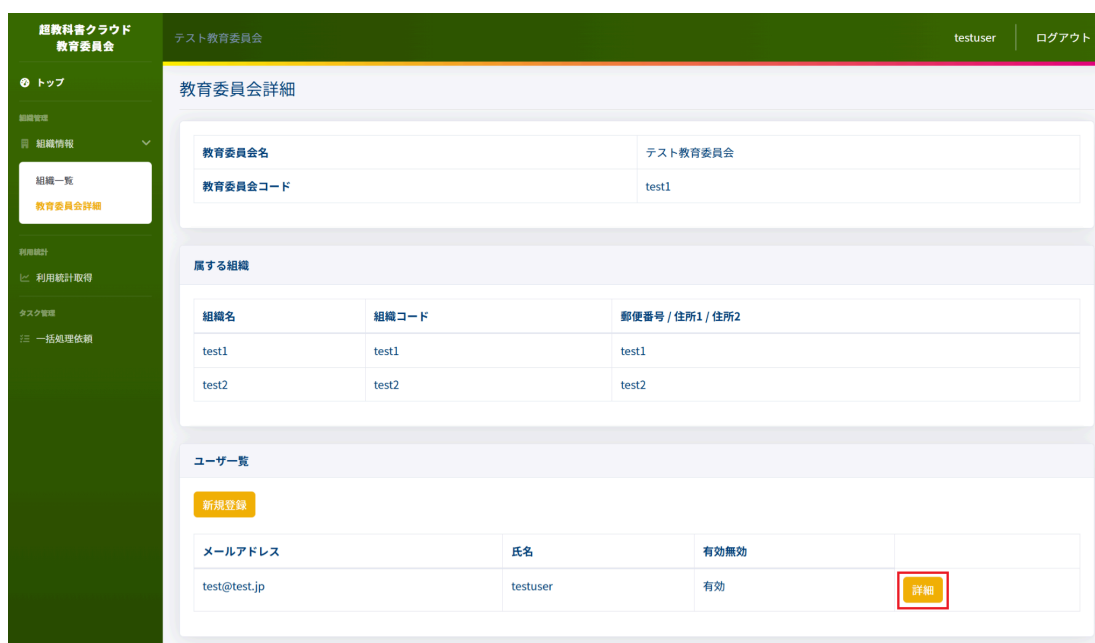 超教科書クラウド
教育委員会
テスト教育委員会
testuser
ログアウト
トップ
組織管理
組織情報
組織一覧
教育委員会詳細
利用統計
利用統計取得
タスク管理
一括処理依頼
教育委員会詳細
教育委員会名 テスト教育委員会
教育委員会コード test1
属する組織
組織名 組織コード 郵便番号 / 住所1 / 住所2
test1 test1 test1
test2 test2 test2
ユーザ一覧
新規登録
メールアドレス 氏名 有効無効
test@test.jp testuser 有効 詳細